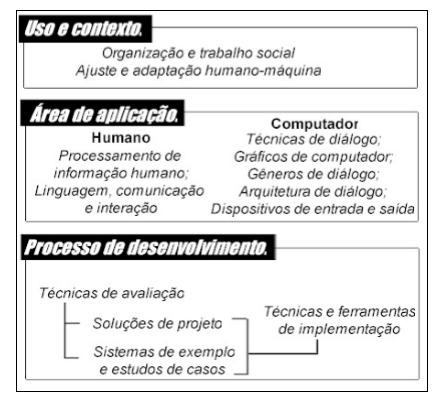 Uso e contexto.
Organização e trabalho social
Ajuste e adaptação humano-máquina
Área de aplicação.
Humano
Processamento de
informação humano;
Linguagem, comunicação
e interação
Computador
Técnicas de diálogo;
Gráficos de computador;
Gêneros de diálogo;
Arquitetura de diálogo;
Dispositivos de entrada e saída
Processo de desenvolvimento.
Técnicas de avaliação
Soluções de projeto
Sistemas de exemplo
e estudos de casos
Técnicas e ferramentas
de implementação